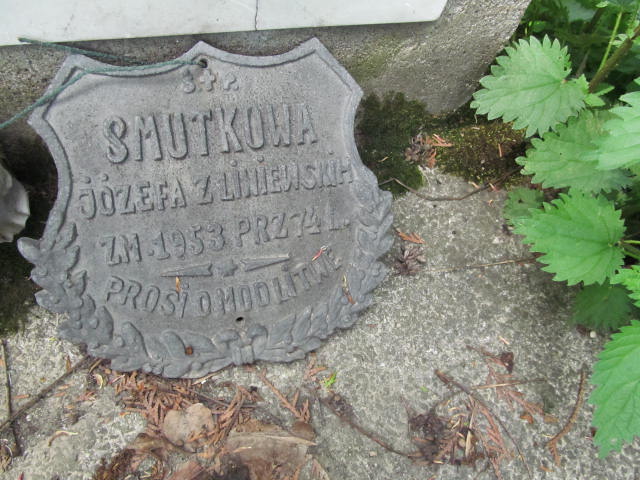 Ś+P.
SMUTKOWA
JÓZEFA Z LINIEWSKICH
ZM. 1953 PRZ 74 L.
PROSI O MODLITWĘ